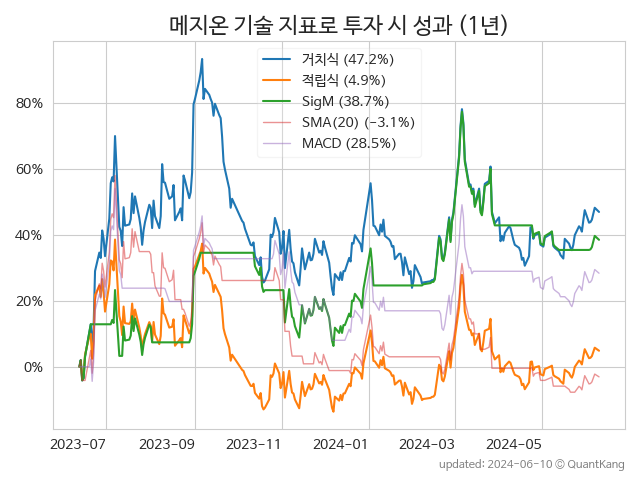 메지온 기술 지표로 투자 시 성과 (1년)
거치식 (47.2%)
적립식 (4.9%)
SigM (38.7%)
SMA(20) (−3.1%)
MACD (28.5%)
80%
60%
40%
20%
0%
2023-07 2023-09 2023-11 2024-01 2024-03 2024-05
updated: 2024-06-10 © QuantKang